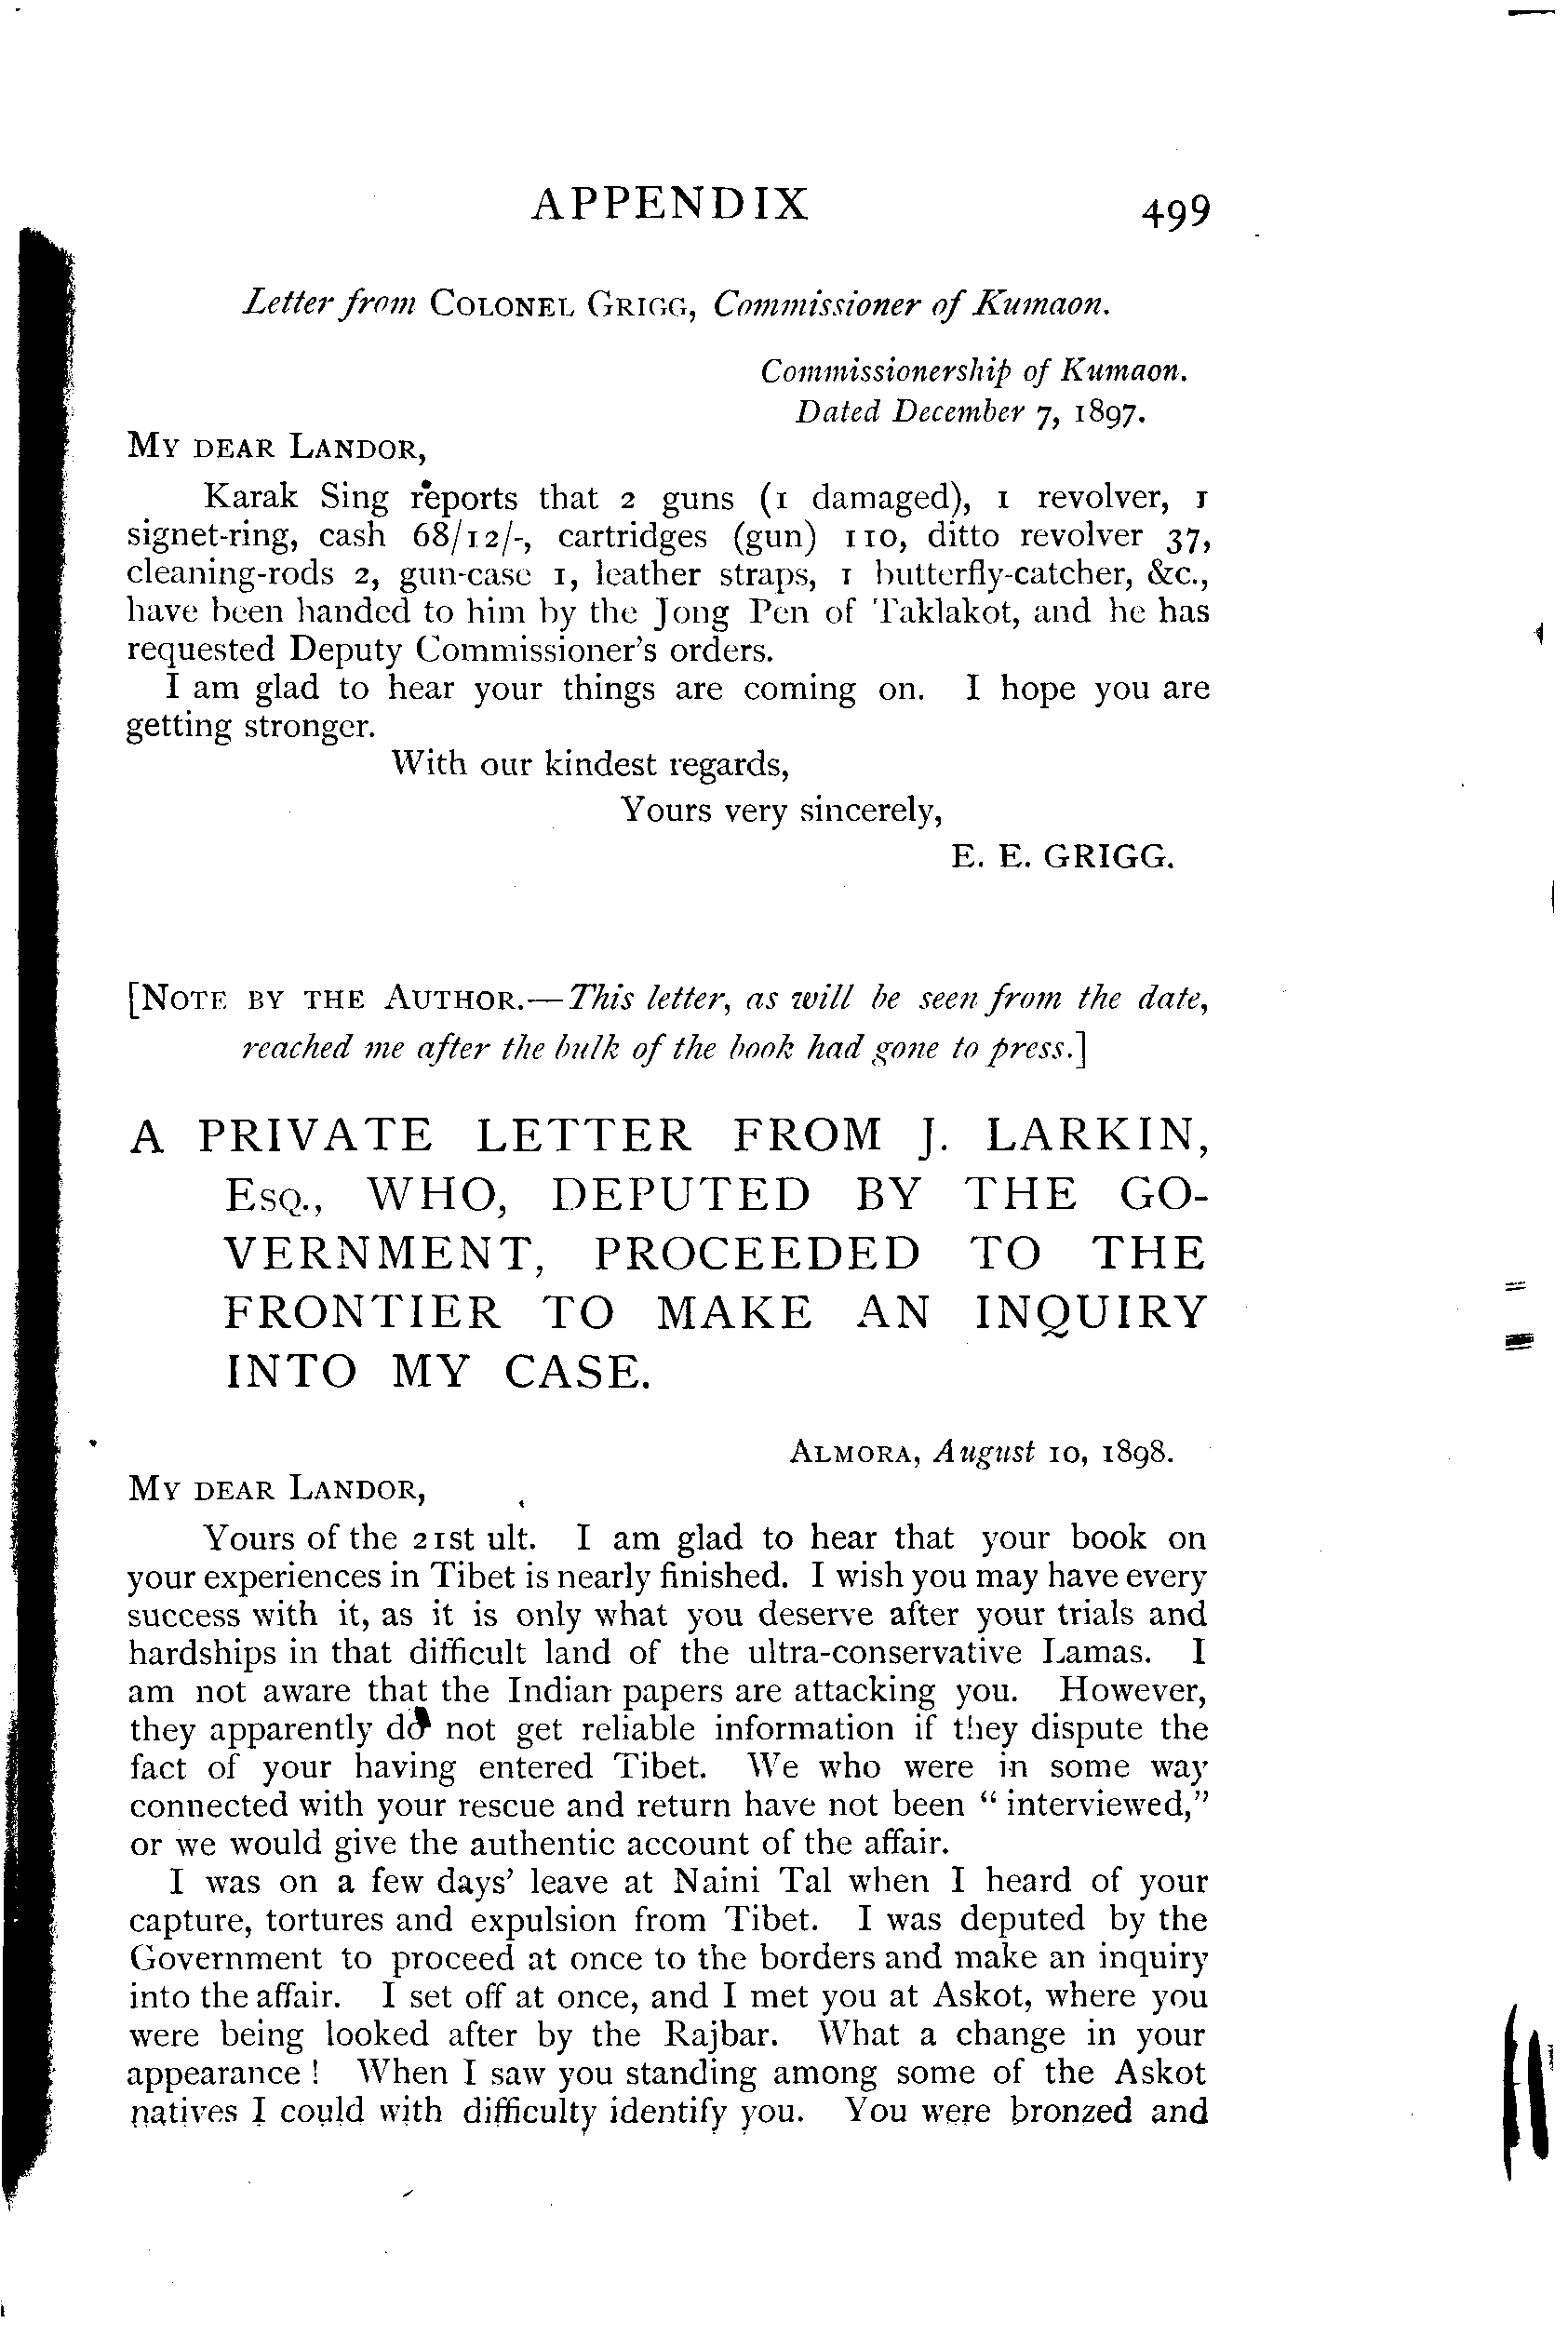 APPENDIX 499
Letter from COLONEL GRIGG, Commissioner of Kumaon.
Commissionership of Kumaon.
Dated December 7, 1897.
MY DEAR LANDOR,
Karak Sing reports that 2 guns (1 damaged), 1 revolver, 1
signet-ring, cash 68/12/-, cartridges (gun) 110, ditto revolver 37,
cleaning-rods 2, gun-case 1, leather straps, 1 butterfly-catcher, &c.,
have been handed to him by the Jong Pen of Taklakot, and he has
requested Deputy Commissioner's orders.
I am glad to hear your things are coming on. I hope you are
getting stronger.
With our kindest regards,
Yours very sincerely,
E. E. GRIGG.
[NOTE BY THE AUTHOR.—This letter, as will be seen from the date,
reached me after the bulk of the book had gone to press.]
A PRIVATE LETTER FROM J. LARKIN,
ESQ., WHO, DEPUTED BY THE GO-
VERNMENT, PROCEEDED TO THE
FRONTIER TO MAKE AN INQUIRY
INTO MY CASE.
ALMORA, August 10, 1898.
MY DEAR LANDOR,
Yours of the 21st ult. I am glad to hear that your book on
your experiences in Tibet is nearly finished. I wish you may have every
success with it, as it is only what you deserve after your trials and
hardships in that difficult land of the ultra-conservative Lamas. I
am not aware that the Indian papers are attacking you. However,
they apparently do not get reliable information if they dispute the
fact of your having entered Tibet. We who were in some way
connected with your rescue and return have not been "interviewed,"
or we would give the authentic account of the affair.
I was on a few days' leave at Naini Tal when I heard of your
capture, tortures and expulsion from Tibet. I was deputed by the
Government to proceed at once to the borders and make an inquiry
into the affair. I set off at once, and I met you at Askot, where you
were being looked after by the Rajbar. What a change in your
appearance! When I saw you standing among some of the Askot
natives I could with difficulty identify you. You were bronzed and